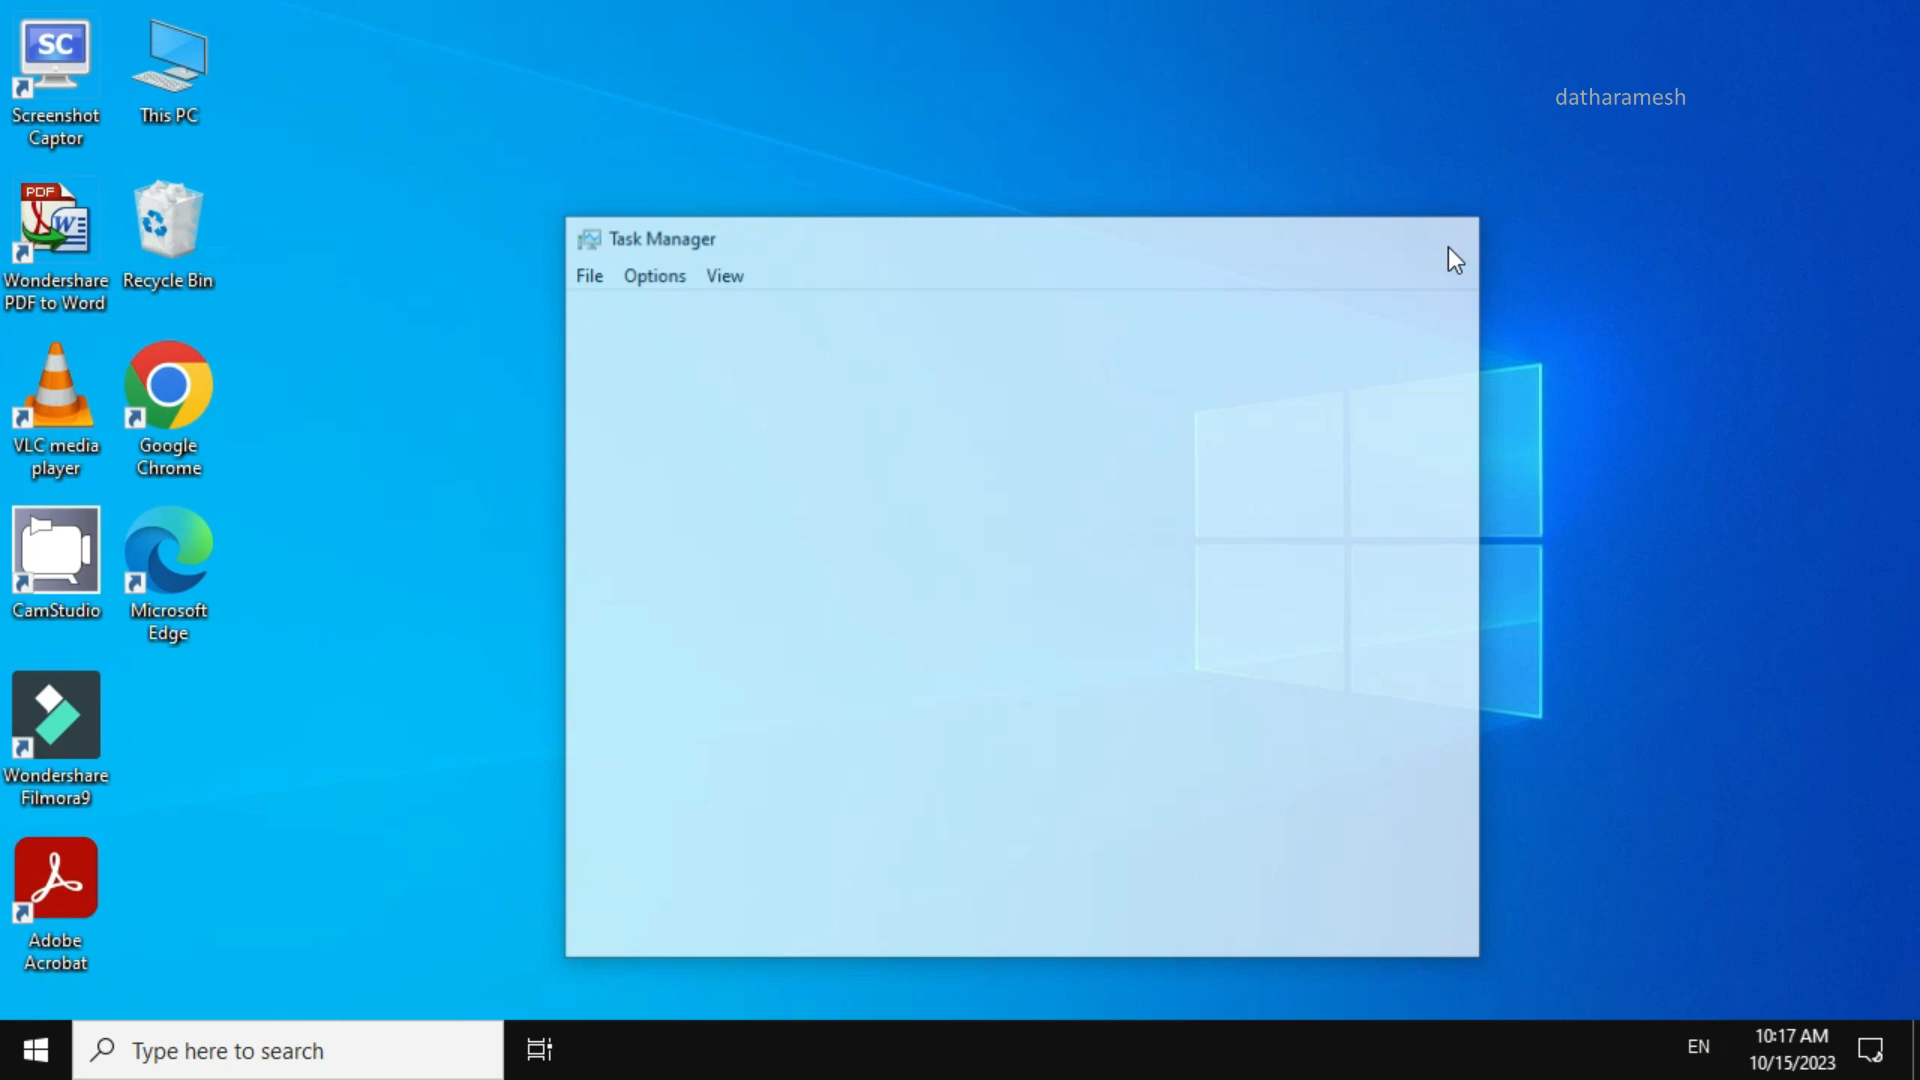 SC
Screenshot
Captor
This PC
datharamesh
PDF
W
Wondershare
PDF to Word
Recycle Bin
Task Manager
File Options View
VLC media
player
Google
Chrome
CamStudio
Microsoft
Edge
Wondershare
Filmora9
Adobe
Acrobat
Type here to search
EN
10:17 AM
10/15/2023